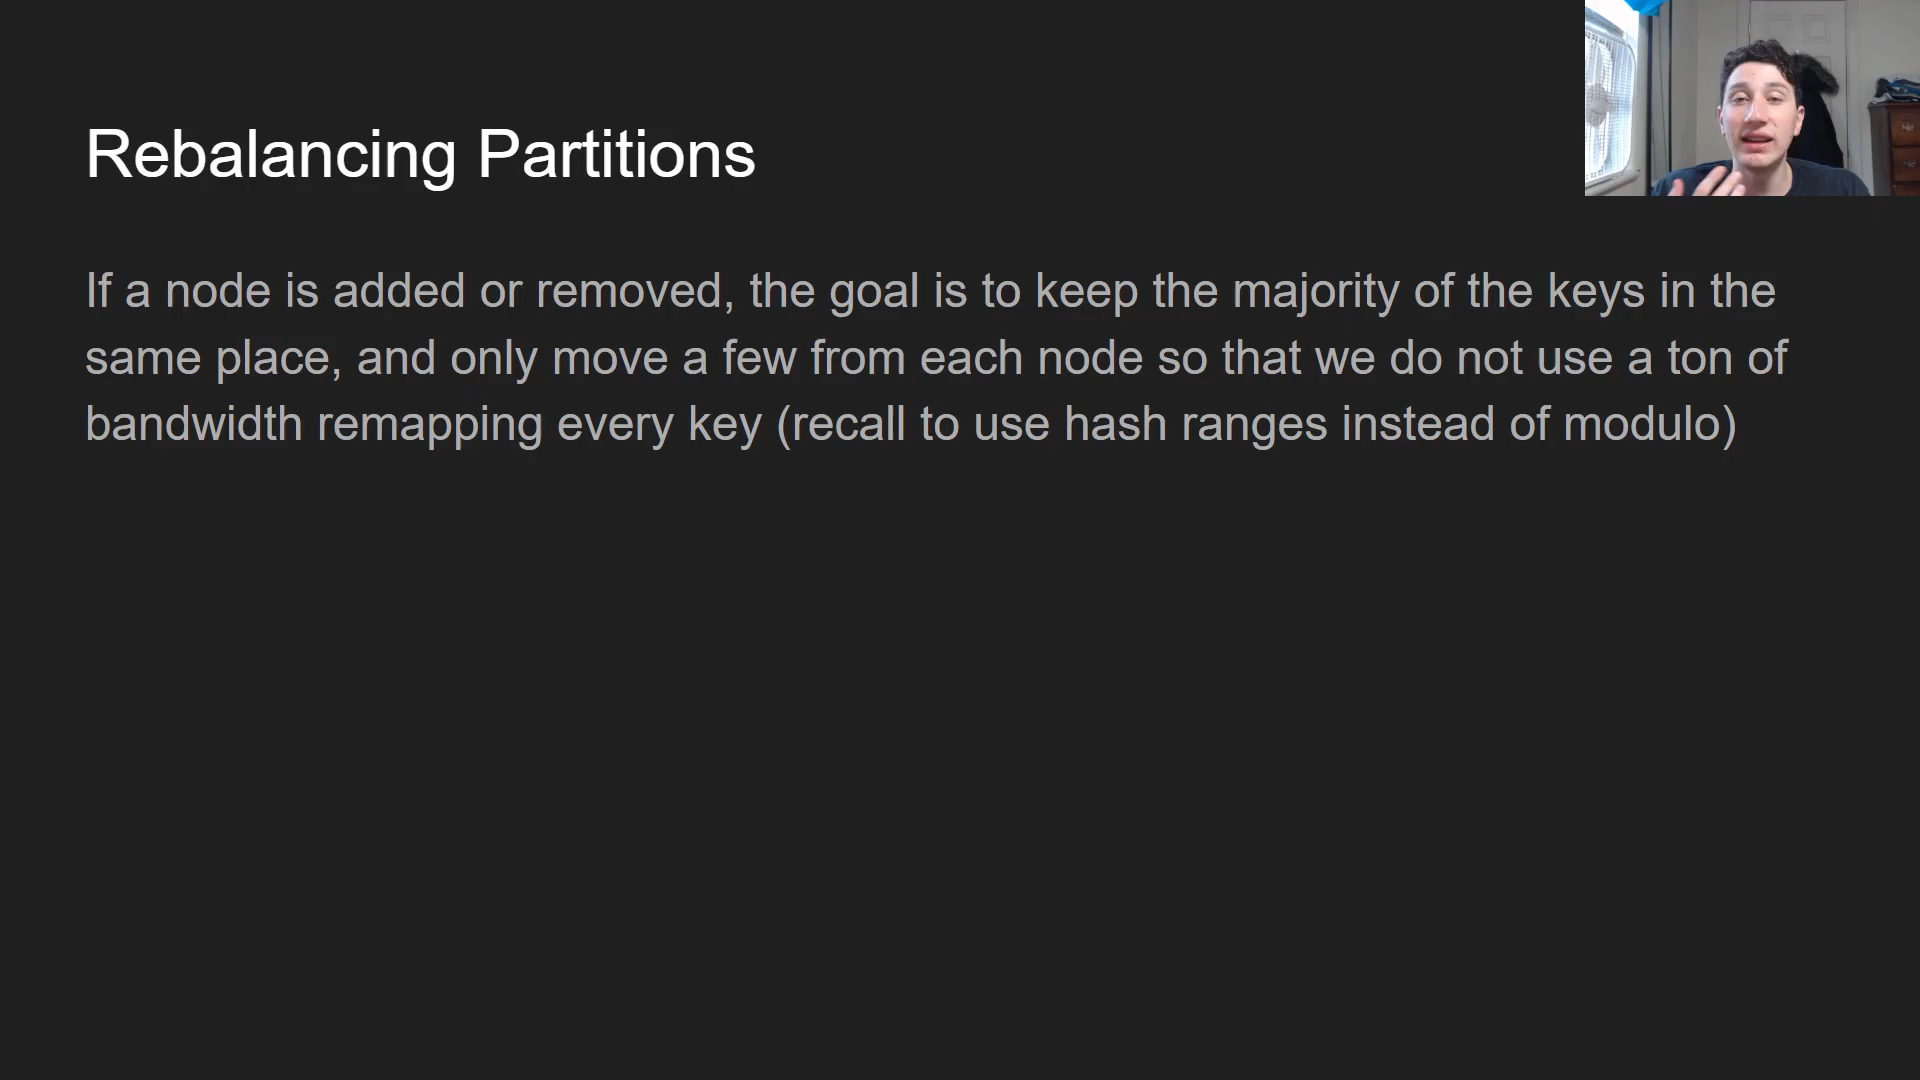 Rebalancing Partitions
If a node is added or removed, the goal is to keep the majority of the keys in the
same place, and only move a few from each node so that we do not use a ton of
bandwidth remapping every key (recall to use hash ranges instead of modulo)